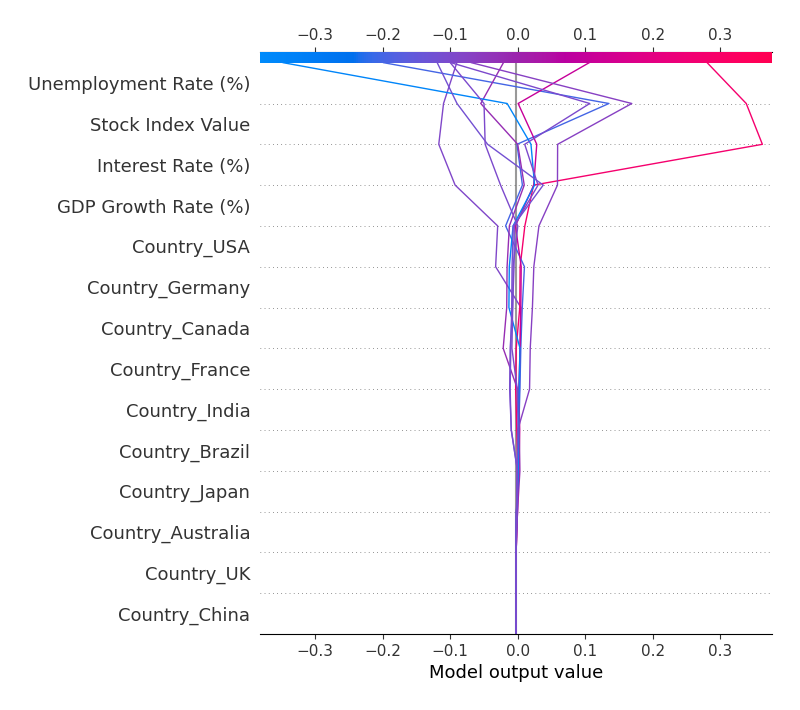 −0.3 −0.2 −0.1 0.0 0.1 0.2 0.3
Unemployment Rate (%)
Stock Index Value
Interest Rate (%)
GDP Growth Rate (%)
Country_USA
Country_Germany
Country_Canada
Country_France
Country_India
Country_Brazil
Country_Japan
Country_Australia
Country_UK
Country_China
−0.3 −0.2 −0.1 0.0 0.1 0.2 0.3
Model output value